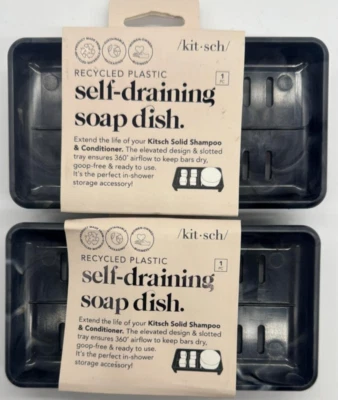 /kit·sch/
RECYCLED PLASTIC
1
self-draining
soap dish.
Extend the life of your Kitsch Solid Shampoo
& Conditioner. The elevated design & slotted
tray ensures 360° airflow to keep bars dry,
goop-free & ready to use.
It's the perfect in-shower
storage accessory!
/kit·sch/
RECYCLED PLASTIC
1
self-draining
soap dish.
Extend the life of your Kitsch Solid Shampoo
& Conditioner. The elevated design & slotted
tray ensures 360° airflow to keep bars dry,
goop-free & ready to use.
It's the perfect in-shower
storage accessory!